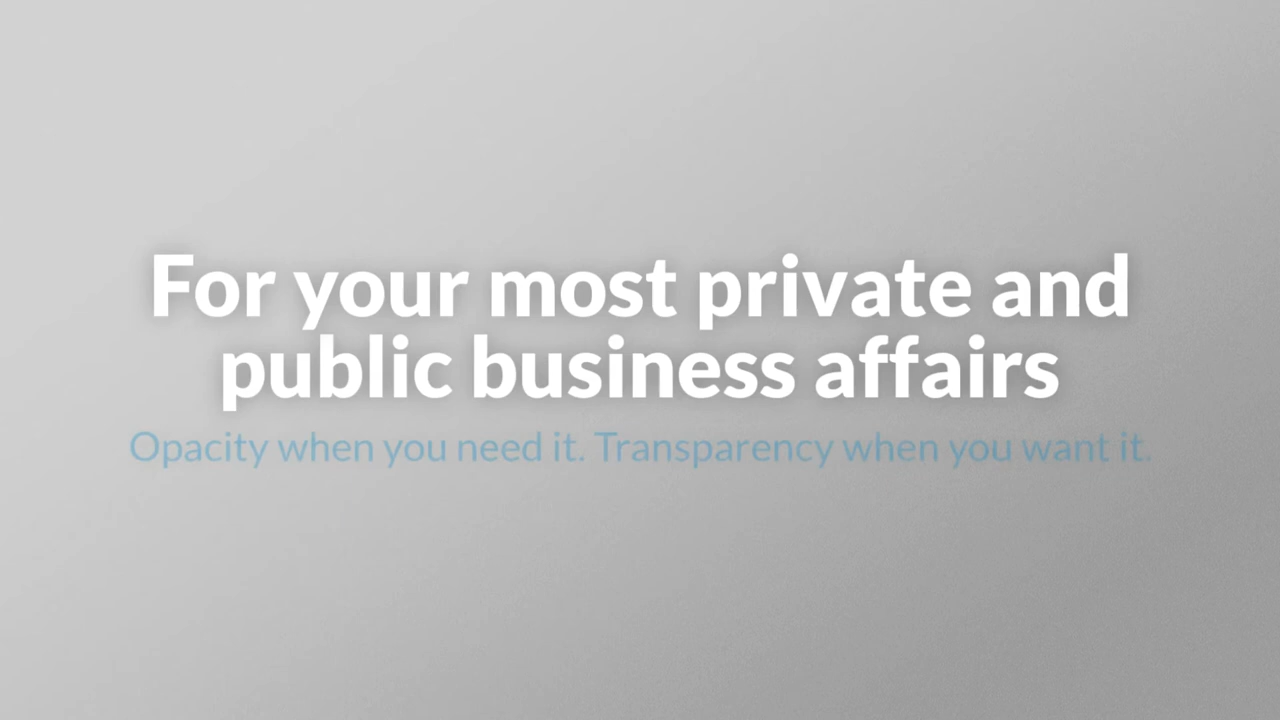 For your most private and
public business affairs
Opacity when you need it. Transparency when you want it.